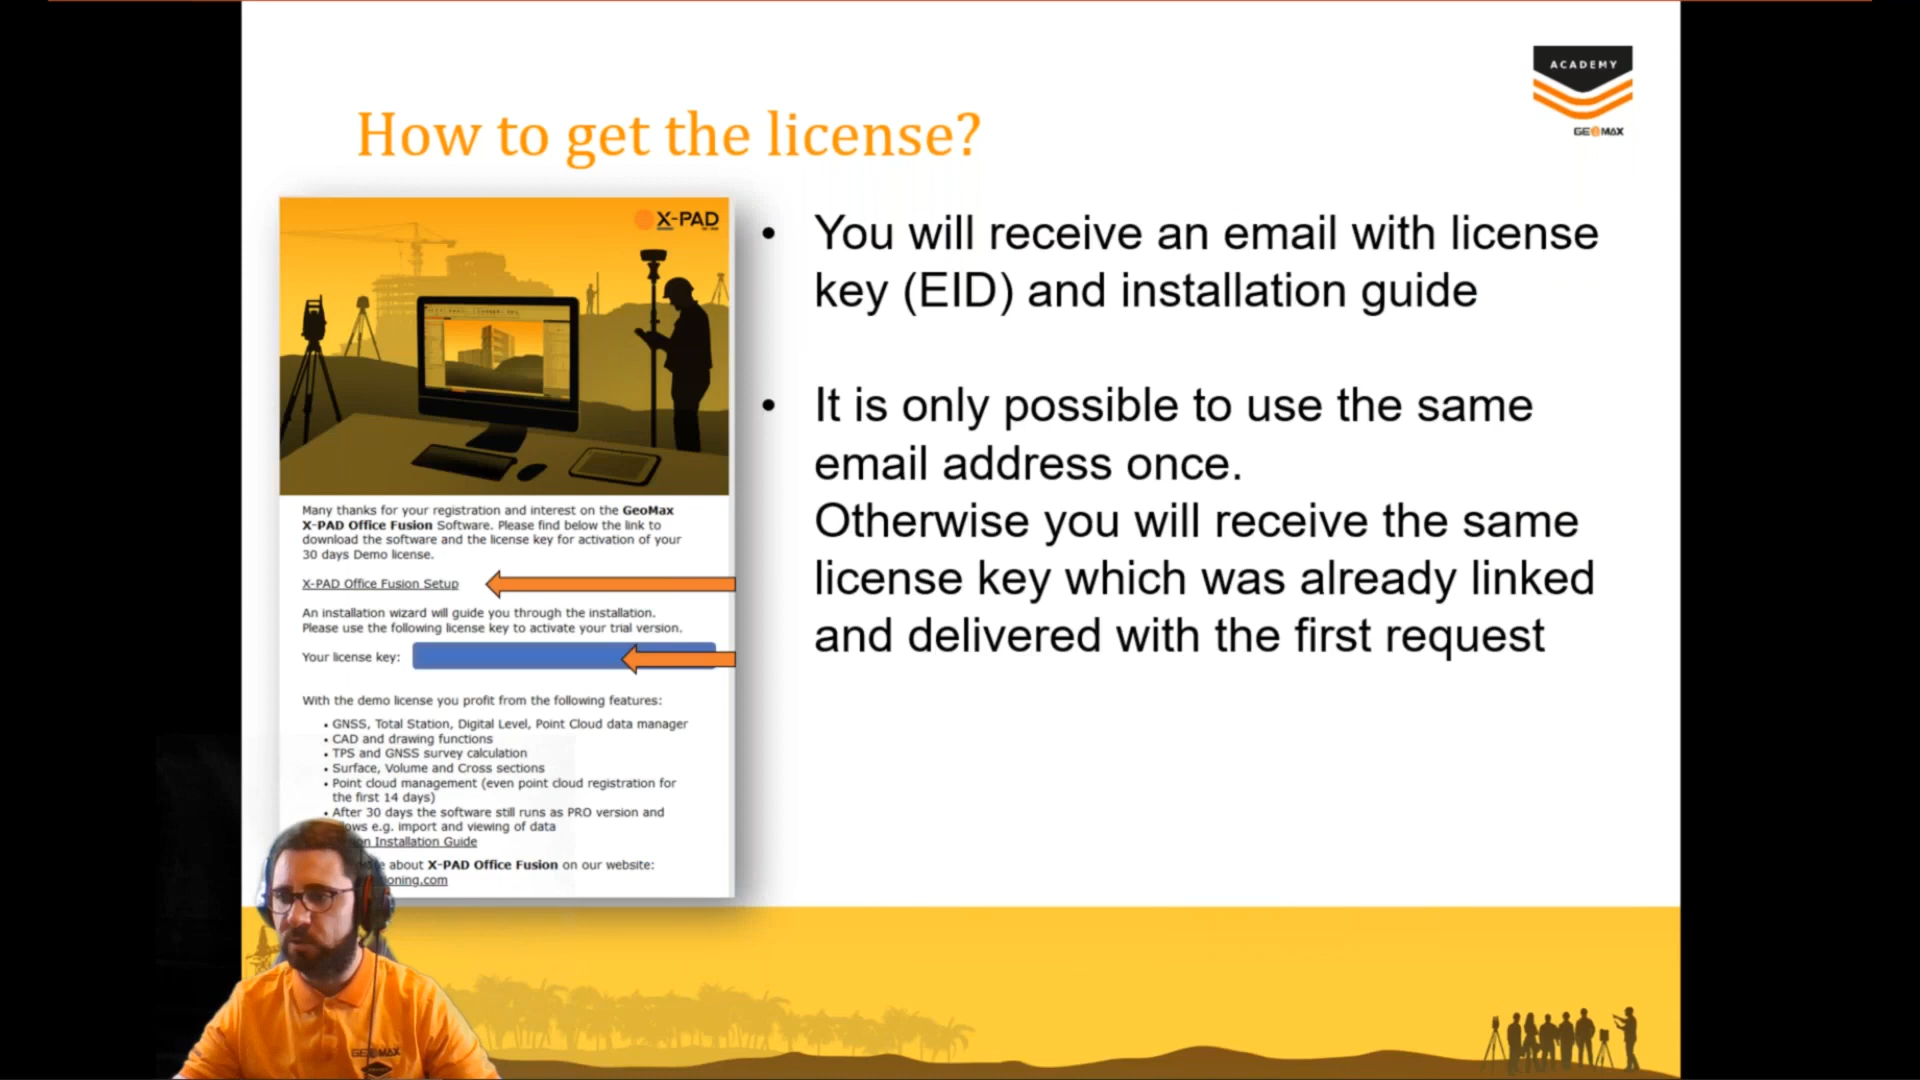 ACADEMY
GEOMAX
How to get the license?
X-PAD
• You will receive an email with license
key (EID) and installation guide
• It is only possible to use the same
email address once.
Otherwise you will receive the same
license key which was already linked
and delivered with the first request
Many thanks for your registration and interest on the GeoMax
X-PAD Office Fusion Software. Please find below the link to
download the software and the license key for activation of your
30 days Demo license.
X-PAD Office Fusion Setup
An installation wizard will guide you through the installation.
Please use the following license key to activate your trial version.
Your license key:
With the demo license you profit from the following features:
• GNSS, Total Station, Digital Level, Point Cloud data manager
• CAD and drawing functions
• TPS and GNSS survey calculation
• Surface, Volume and Cross sections
• Point cloud management (even point cloud registration for
the first 14 days)
• After 30 days the software still runs as PRO version and
e.g. import and viewing of data
Installation Guide
about X-PAD Office Fusion on our website:
GEOMAX